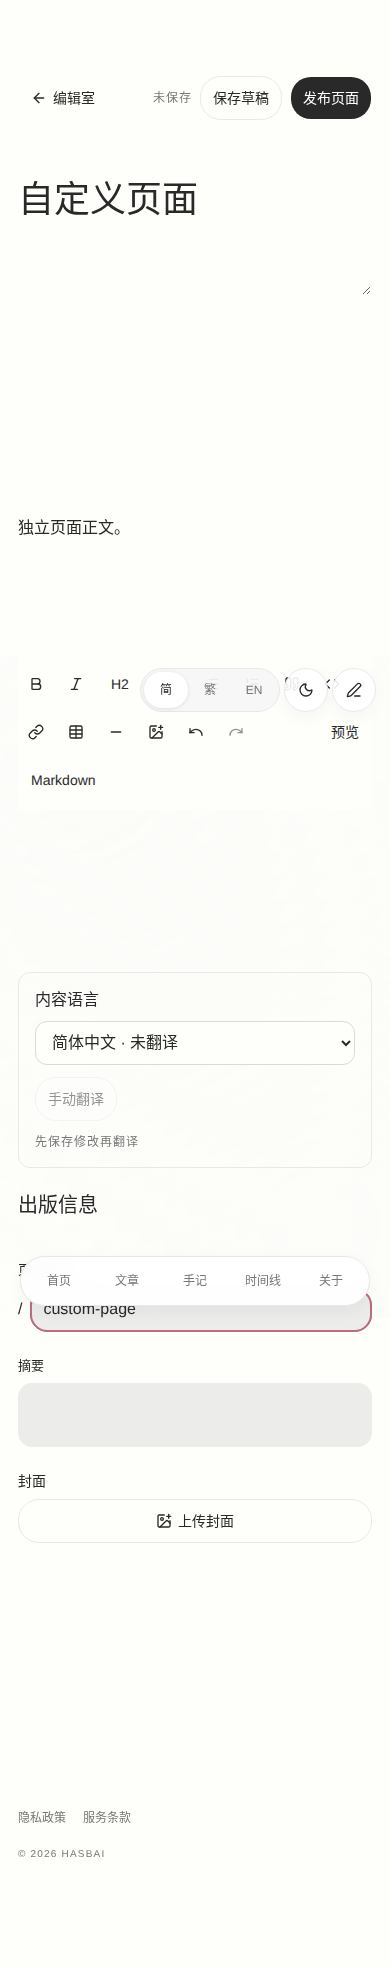 编辑室 未保存 保存草稿 发布页面
自定义页面
独立页面正文。
B I H2 简 繁 EN
预览
Markdown
内容语言
简体中文 · 未翻译
手动翻译
先保存修改再翻译
出版信息
首页 文章 手记 时间线 关于
/ custom-page
摘要
封面
上传封面
隐私政策 服务条款
© 2026 HASBAI